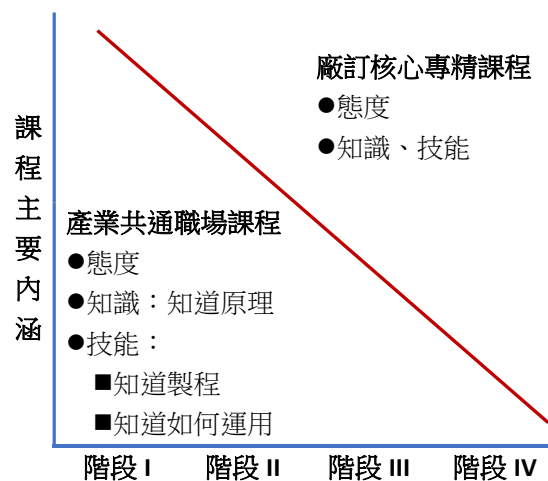 課程主要內涵
廠訂核心專精課程
●態度
●知識、技能
產業共通職場課程
●態度
●知識：知道原理
●技能：
■知道製程
■知道如何運用
階段 I 階段 II 階段 III 階段 IV